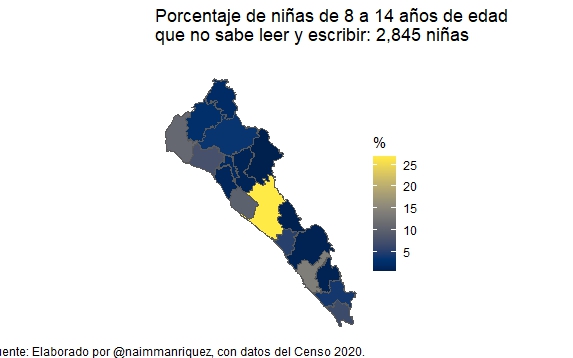 Porcentaje de niñas de 8 a 14 años de edad
que no sabe leer y escribir: 2,845 niñas
%
25
20
15
10
5
uente: Elaborado por @naimmanriquez, con datos del Censo 2020.